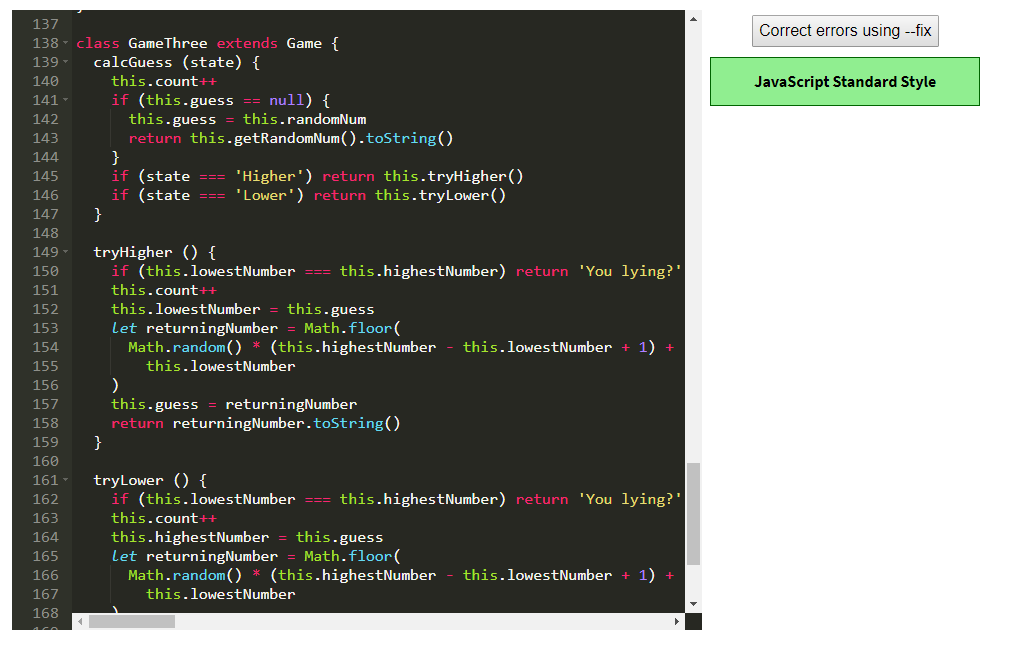 137
138 class GameThree extends Game {
139 calcGuess (state) {
140 this.count++
141 if (this.guess == null) {
142 this.guess = this.randomNum
143 return this.getRandomNum().toString()
144 }
145 if (state === 'Higher') return this.tryHigher()
146 if (state === 'Lower') return this.tryLower()
147 }
148
149 tryHigher () {
150 if (this.lowestNumber === this.highestNumber) return 'You lying?'
151 this.count++
152 this.lowestNumber = this.guess
153 let returningNumber = Math.floor(
154 Math.random() * (this.highestNumber - this.lowestNumber + 1) +
155 this.lowestNumber
156 )
157 this.guess = returningNumber
158 return returningNumber.toString()
159 }
160
161 tryLower () {
162 if (this.lowestNumber === this.highestNumber) return 'You lying?'
163 this.count++
164 this.highestNumber = this.guess
165 let returningNumber = Math.floor(
166 Math.random() * (this.highestNumber - this.lowestNumber + 1) +
167 this.lowestNumber
168 )
Correct errors using --fix
JavaScript Standard Style